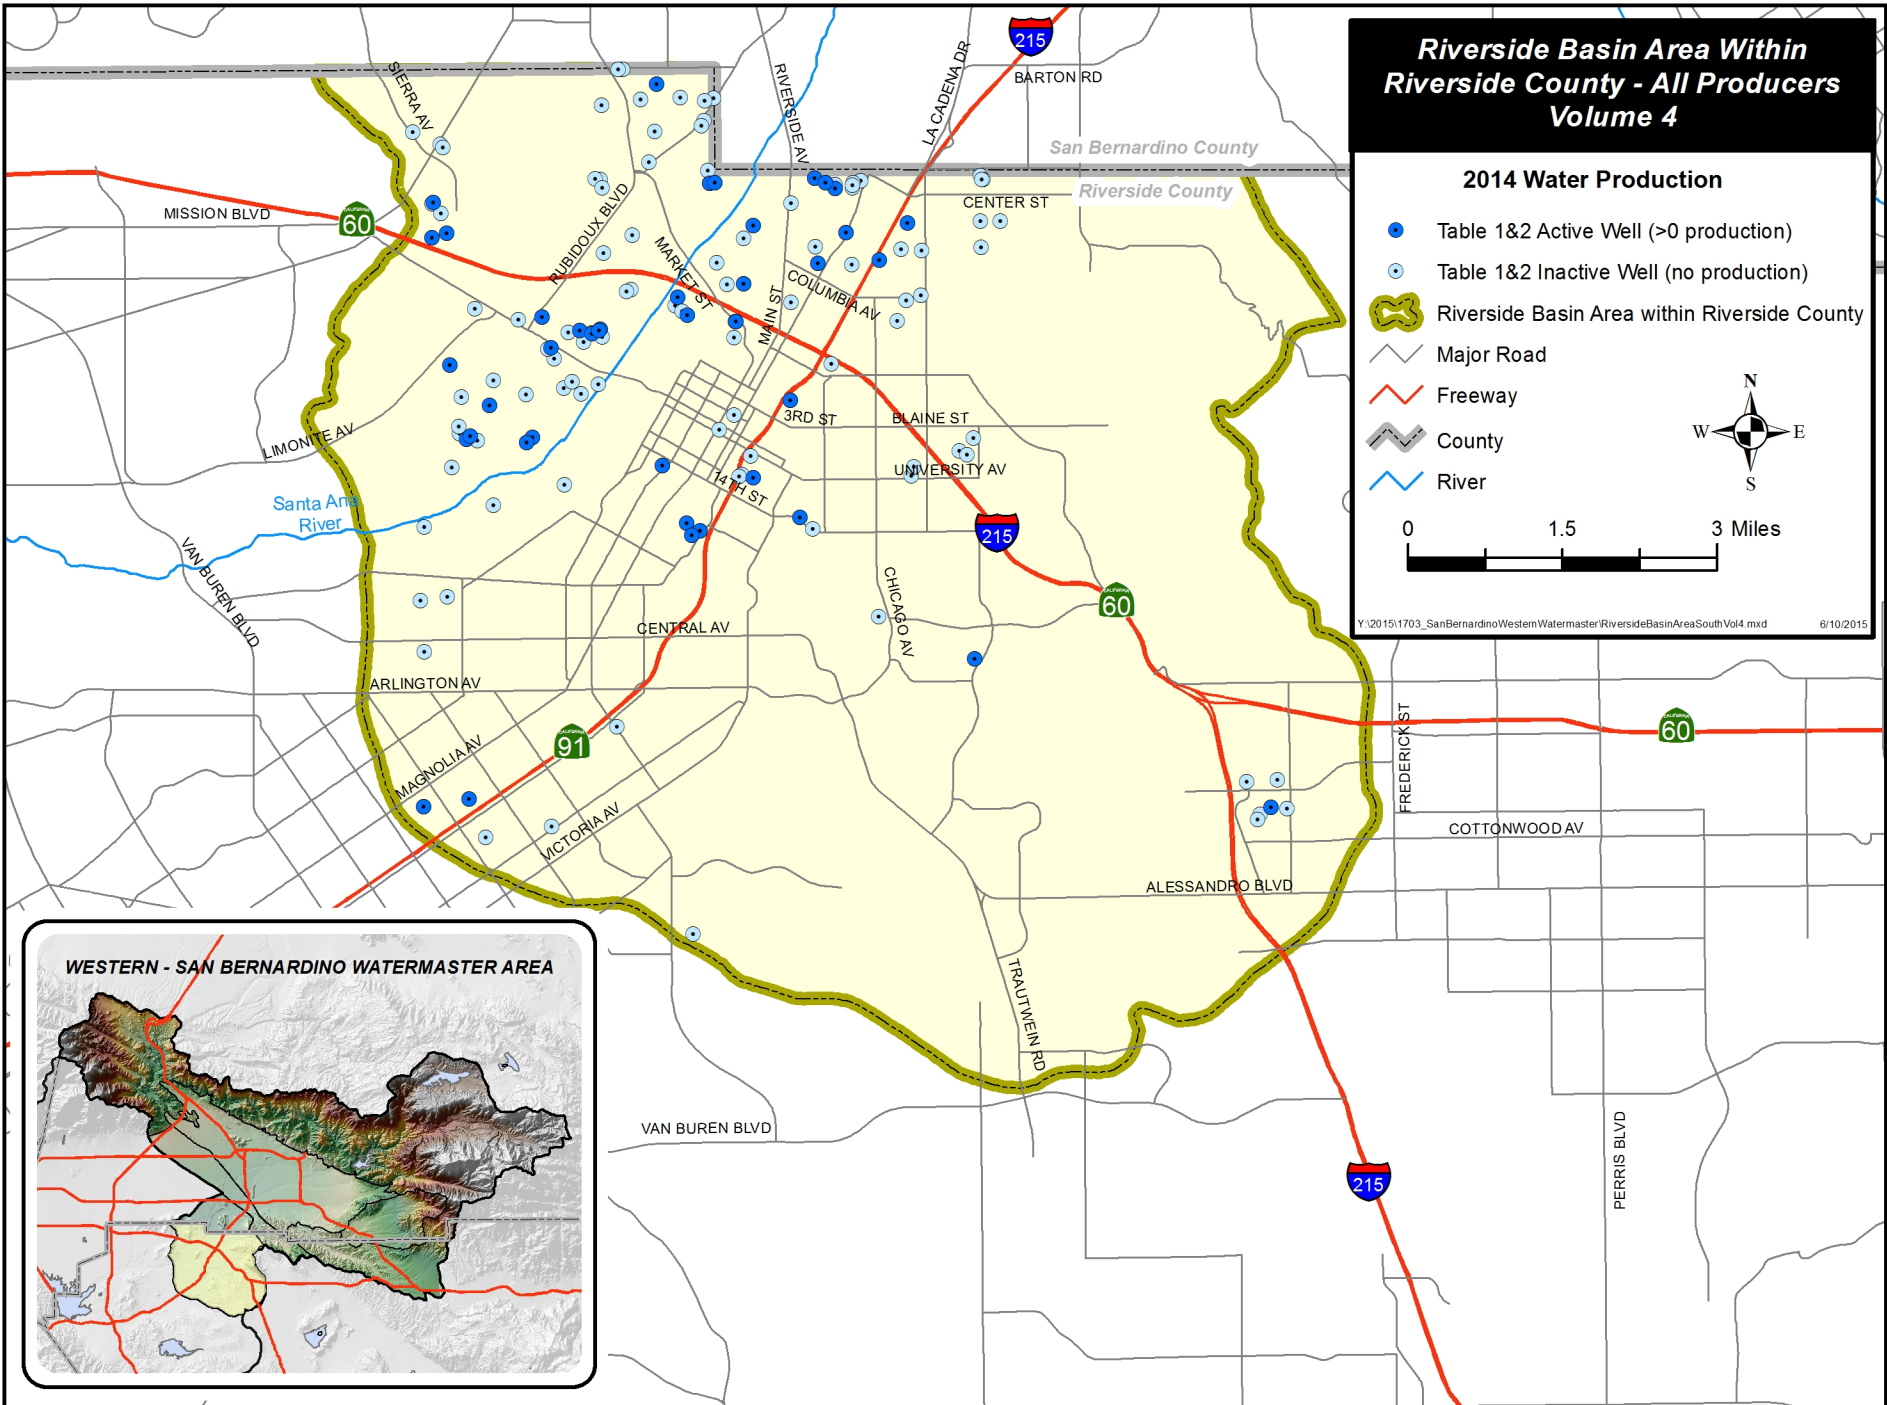 Riverside Basin Area Within
Riverside County - All Producers
Volume 4
2014 Water Production
Table 1&2 Active Well (>0 production)
Table 1&2 Inactive Well (no production)
Riverside Basin Area within Riverside County
Major Road
Freeway
County
River
N
W
E
S
0
1.5
3 Miles
Y:\2015\1703_SanBernardinoWesternWatermaster\RiversideBasinAreaSouthVol4.mxd
6/10/2015
215
BARTON RD
LA CADENA DR
RIVERSIDE AV
SIERRA AV
San Bernardino County
Riverside County
CENTER ST
MISSION BLVD
CALIFORNIA
60
RUBIDOUX BLVD
MARKET ST
MAIN ST
COLUMBIA AV
3RD ST
BLAINE ST
UNIVERSITY AV
14TH ST
LIMONITE AV
Santa Ana
River
VAN BUREN BLVD
215
CALIFORNIA
60
CHICAGO AV
CENTRAL AV
ARLINGTON AV
CALIFORNIA
91
MAGNOLIA AV
VICTORIA AV
FREDERICK ST
CALIFORNIA
60
COTTONWOOD AV
ALESSANDRO BLVD
TRAUTWEIN RD
VAN BUREN BLVD
PERRIS BLVD
215
WESTERN - SAN BERNARDINO WATERMASTER AREA